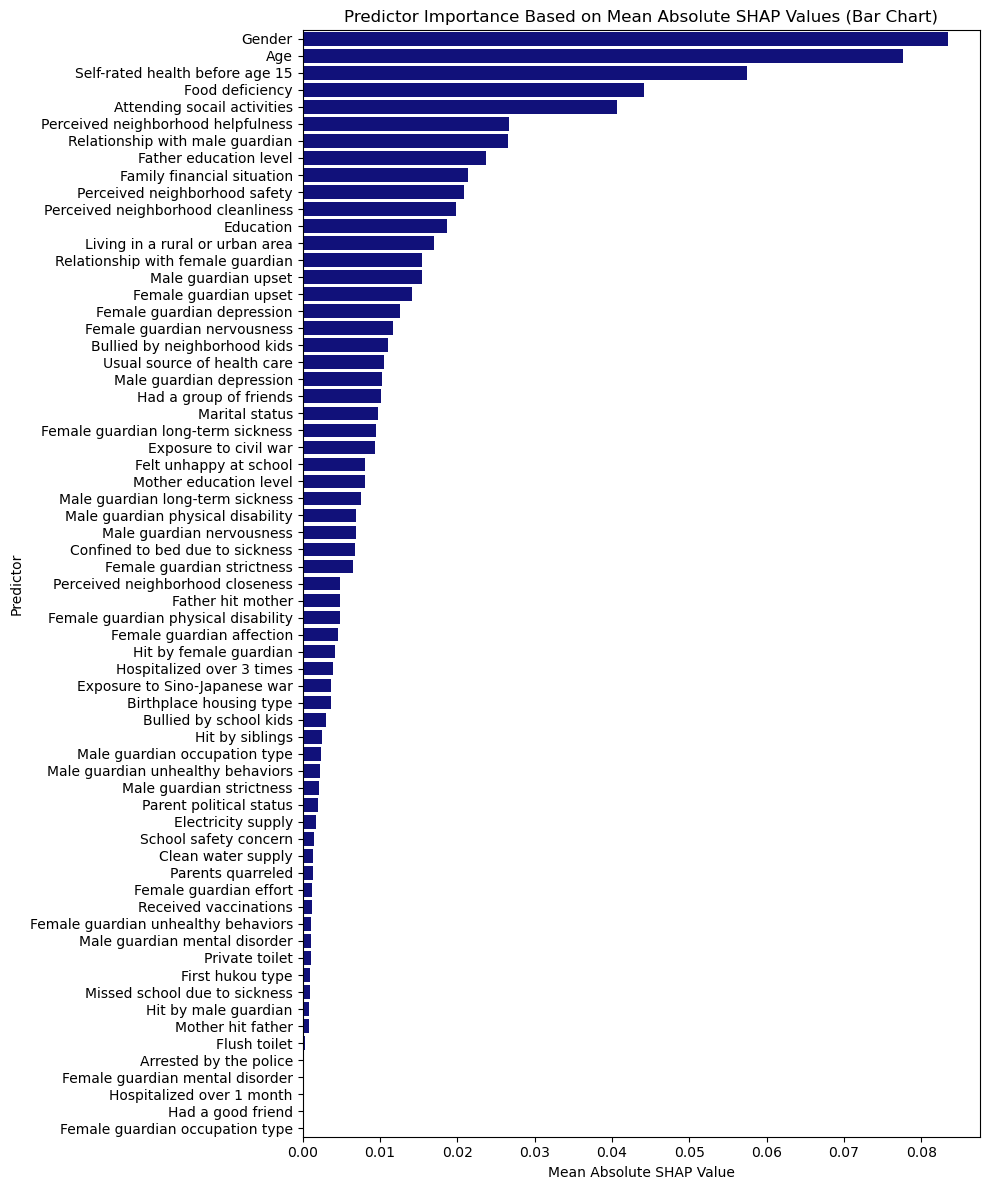 Predictor Importance Based on Mean Absolute SHAP Values (Bar Chart)
Gender
Age
Self-rated health before age 15
Food deficiency
Attending socail activities
Perceived neighborhood helpfulness
Relationship with male guardian
Father education level
Family financial situation
Perceived neighborhood safety
Perceived neighborhood cleanliness
Education
Living in a rural or urban area
Relationship with female guardian
Male guardian upset
Female guardian upset
Female guardian depression
Female guardian nervousness
Bullied by neighborhood kids
Usual source of health care
Male guardian depression
Had a group of friends
Marital status
Female guardian long-term sickness
Exposure to civil war
Felt unhappy at school
Mother education level
Male guardian long-term sickness
Male guardian physical disability
Male guardian nervousness
Confined to bed due to sickness
Female guardian strictness
Perceived neighborhood closeness
Father hit mother
Female guardian physical disability
Female guardian affection
Hit by female guardian
Hospitalized over 3 times
Exposure to Sino-Japanese war
Birthplace housing type
Bullied by school kids
Hit by siblings
Male guardian occupation type
Male guardian unhealthy behaviors
Male guardian strictness
Parent political status
Electricity supply
School safety concern
Clean water supply
Parents quarreled
Female guardian effort
Received vaccinations
Female guardian unhealthy behaviors
Male guardian mental disorder
Private toilet
First hukou type
Missed school due to sickness
Hit by male guardian
Mother hit father
Flush toilet
Arrested by the police
Female guardian mental disorder
Hospitalized over 1 month
Had a good friend
Female guardian occupation type
Predictor
0.00 0.01 0.02 0.03 0.04 0.05 0.06 0.07 0.08
Mean Absolute SHAP Value